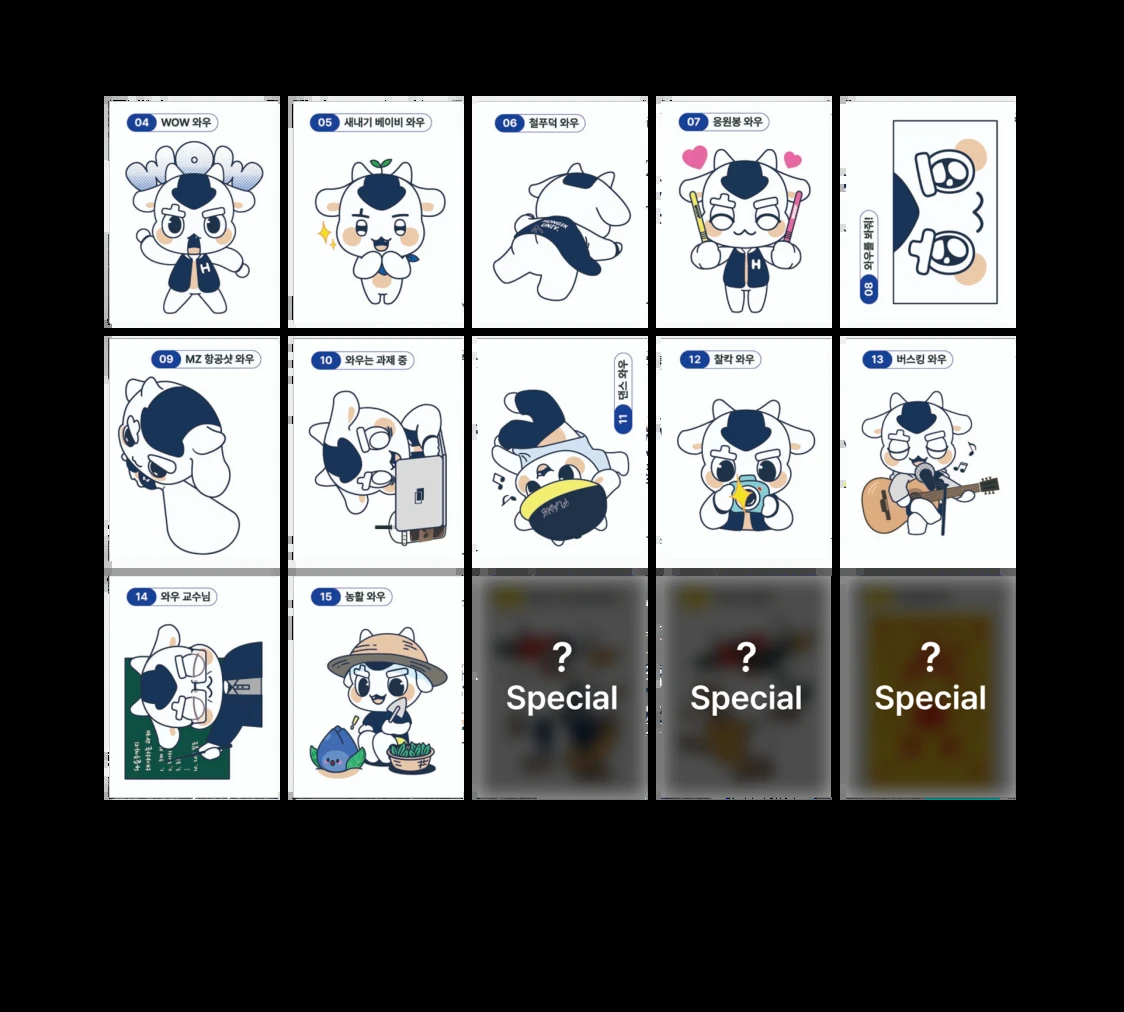 04 WOW 와우
05 새내기 베이비 와우
06 철푸덕 와우
HONGIK
UNIV.
07 응원봉 와우
H
08 와우를 봐줘!
09 MZ 항공샷 와우
10 와우는 과제 중
11 댄스 와우
12 찰칵 와우
13 버스킹 와우
14 와우 교수님
15 농활 와우
?
Special
?
Special
?
Special